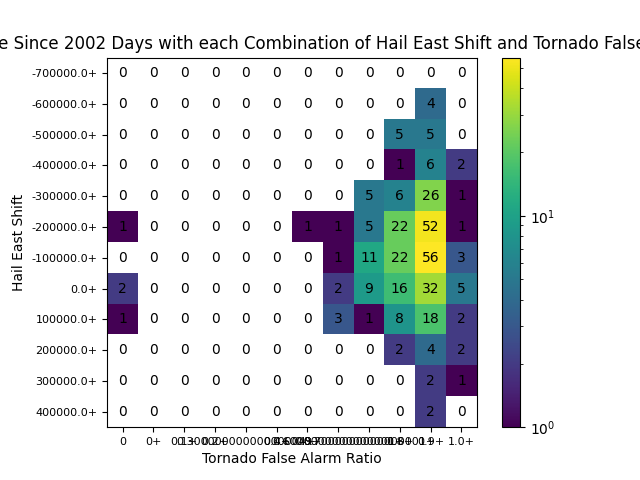 e Since 2002 Days with each Combination of Hail East Shift and Tornado False
-700000.0+ 0 0 0 0 0 0 0 0 0 0 0 0
-600000.0+ 0 0 0 0 0 0 0 0 0 0 4 0
-500000.0+ 0 0 0 0 0 0 0 0 0 5 5 0
-400000.0+ 0 0 0 0 0 0 0 0 0 1 6 2
-300000.0+ 0 0 0 0 0 0 0 0 5 6 26 1
-200000.0+ 1 0 0 0 0 0 1 1 5 22 52 1
-100000.0+ 0 0 0 0 0 0 0 1 11 22 56 3
0.0+ 2 0 0 0 0 0 0 2 9 16 32 5
100000.0+ 1 0 0 0 0 0 0 3 1 8 18 2
200000.0+ 0 0 0 0 0 0 0 0 0 2 4 2
300000.0+ 0 0 0 0 0 0 0 0 0 0 2 1
400000.0+ 0 0 0 0 0 0 0 0 0 0 2 0
0 0+ 1.0+
Tornado False Alarm Ratio
Hail East Shift
10^1
10^0